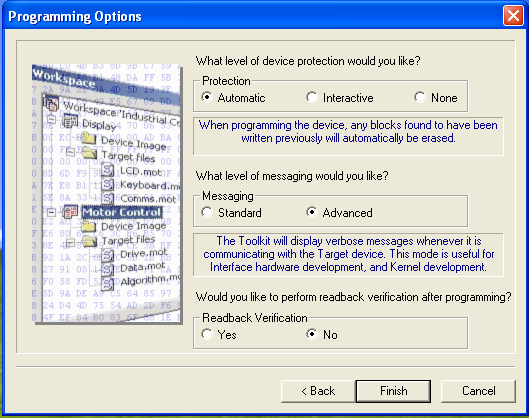 Programming Options
What level of device protection would you like?
Protection
Automatic
Interactive
None
When programming the device, any blocks found to have been
written previously will automatically be erased.
What level of messaging would you like?
Messaging
Standard
Advanced
The Toolkit will display verbose messages whenever it is
communicating with the Target device. This mode is useful for
Interface hardware development, and Kernel development.
Would you like to perform readback verification after programming?
Readback Verification
Yes
No
Workspace
Workspace 'Industrial Co
Display
Device Image
Target files
LCD.mot
Keyboard.mo
Comms.mot
Motor Control
Device Image
Target files
Drive.mot
Data.mot
Algorithm.mot
< Back
Finish
Cancel